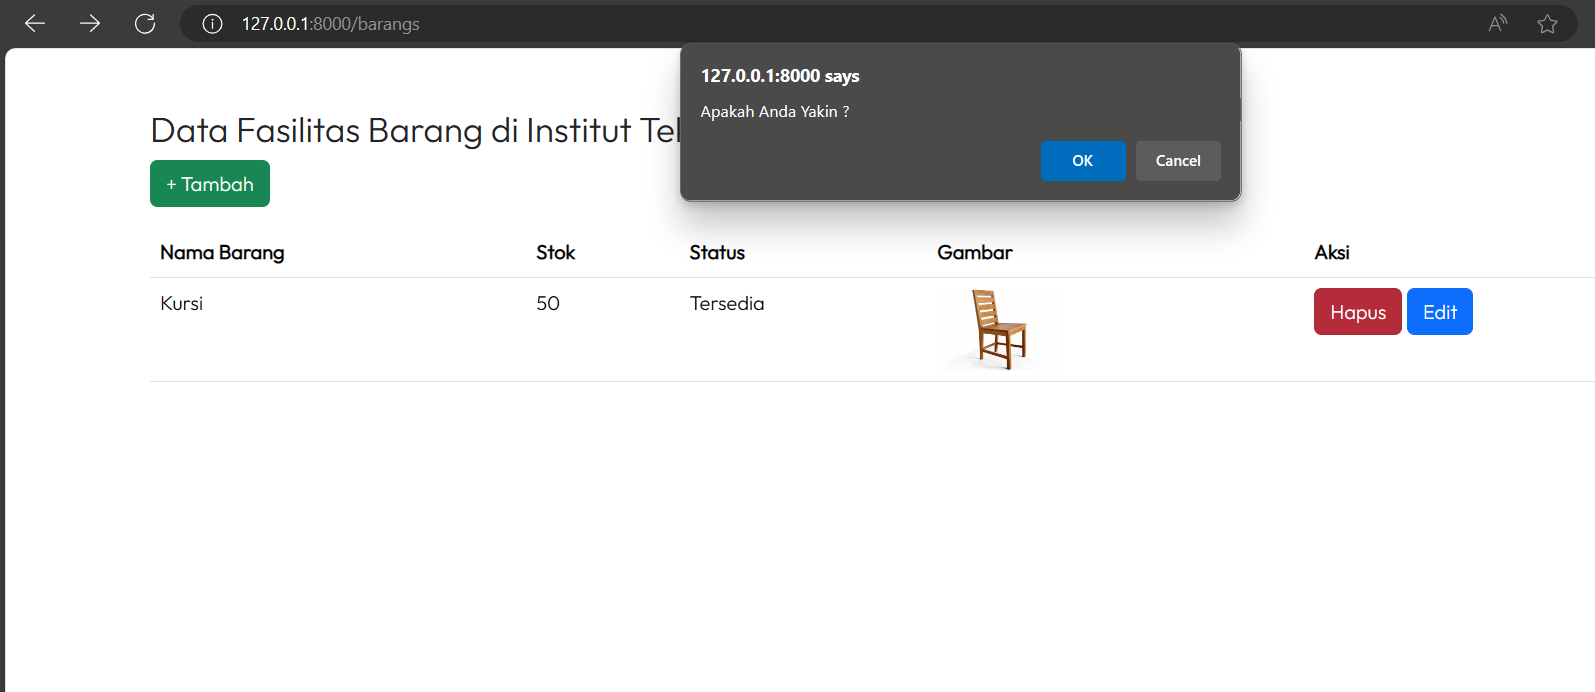 127.0.0.1:8000/barangs
127.0.0.1:8000 says
Apakah Anda Yakin ?
OK Cancel
Data Fasilitas Barang di Institut
+ Tambah
Nama Barang Stok Status Gambar Aksi
Kursi 50 Tersedia Hapus Edit